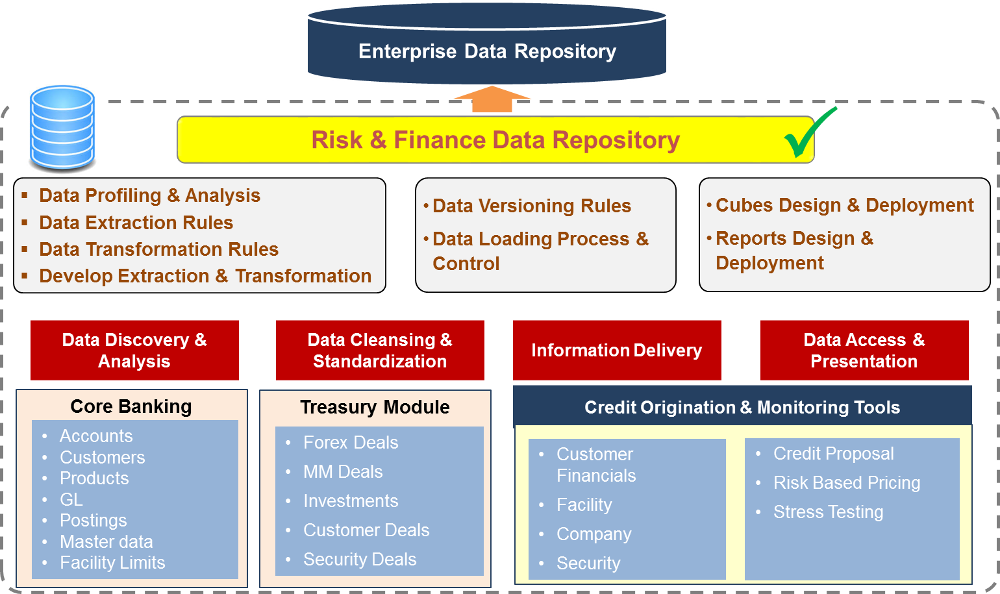 Enterprise Data Repository
Risk & Finance Data Repository
▪ Data Profiling & Analysis
▪ Data Extraction Rules
▪ Data Transformation Rules
▪ Develop Extraction & Transformation
• Data Versioning Rules
• Data Loading Process &
Control
• Cubes Design & Deployment
• Reports Design &
Deployment
Data Discovery &
Analysis
Data Cleansing &
Standardization
Information Delivery
Data Access &
Presentation
Core Banking
• Accounts
• Customers
• Products
• GL
• Postings
• Master data
• Facility Limits
Treasury Module
• Forex Deals
• MM Deals
• Investments
• Customer Deals
• Security Deals
Credit Origination & Monitoring Tools
• Customer
Financials
• Facility
• Company
• Security
• Credit Proposal
• Risk Based Pricing
• Stress Testing